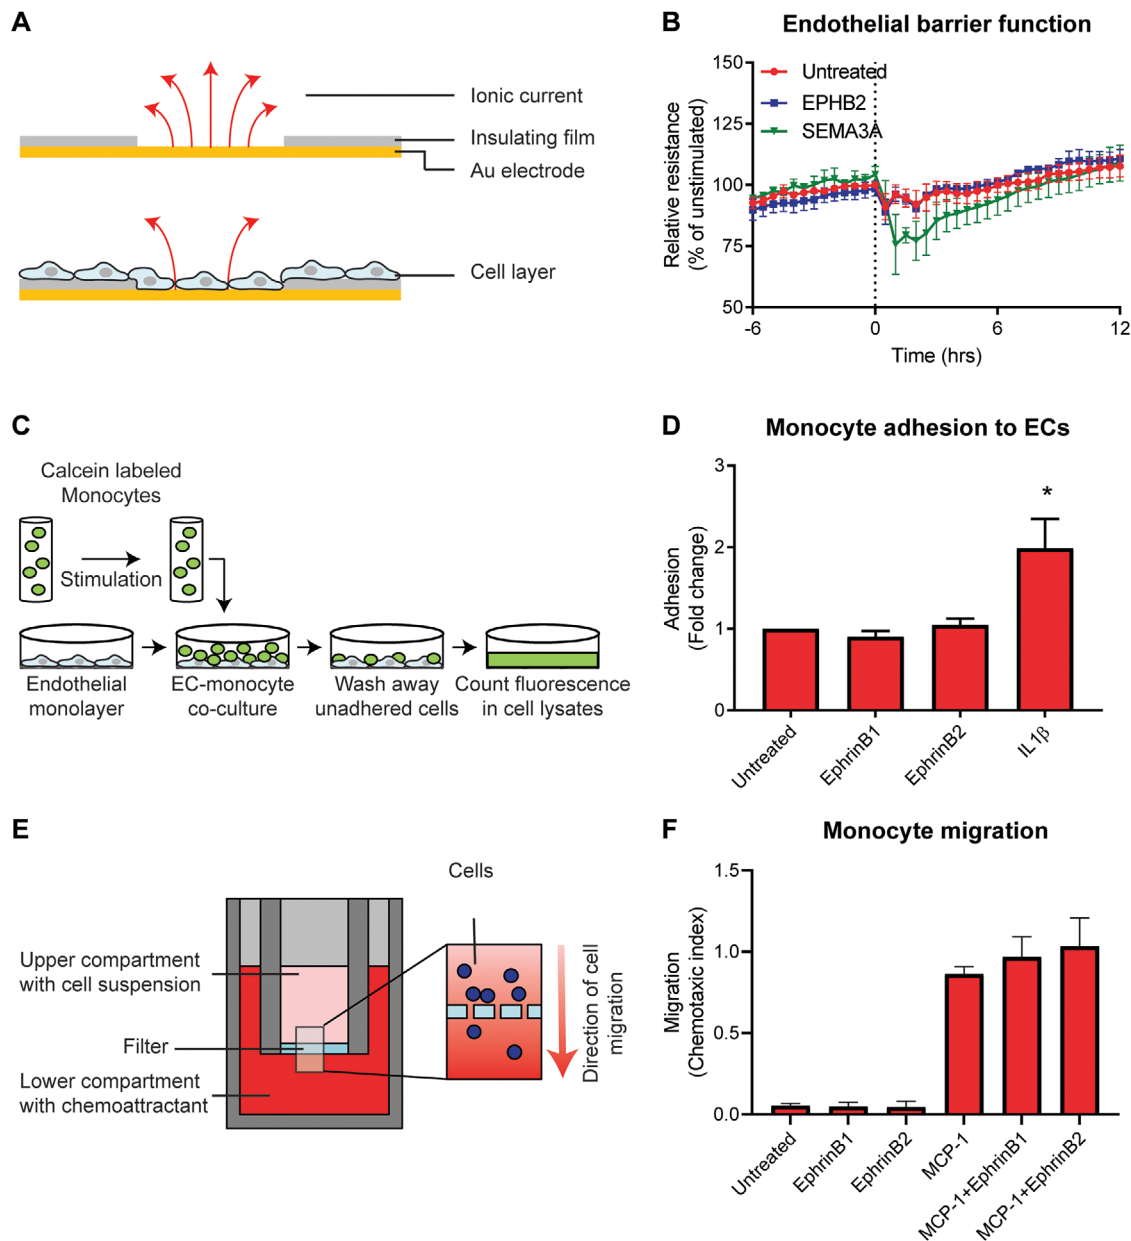 A
Ionic current
Insulating film
Au electrode
Cell layer
B
Endothelial barrier function
Relative resistance
(% of unstimulated)
150
125
100
75
50
Untreated
EPHB2
SEMA3A
-6
0
6
12
Time (hrs)
C
Calcein labeled
Monocytes
Stimulation
Endothelial
monolayer
EC-monocyte
co-culture
Wash away
unadhered cells
Count fluorescence
in cell lysates
D
Monocyte adhesion to ECs
Adhesion
(Fold change)
3
2
1
0
*
Untreated
EphrinB1
EphrinB2
IL1β
E
Cells
Upper compartment
with cell suspension
Filter
Lower compartment
with chemoattractant
Direction of cell
migration
F
Monocyte migration
Migration
(Chemotaxic index)
1.5
1.0
0.5
0.0
Untreated
EphrinB1
EphrinB2
MCP-1
MCP-1+EphrinB1
MCP-1+EphrinB2